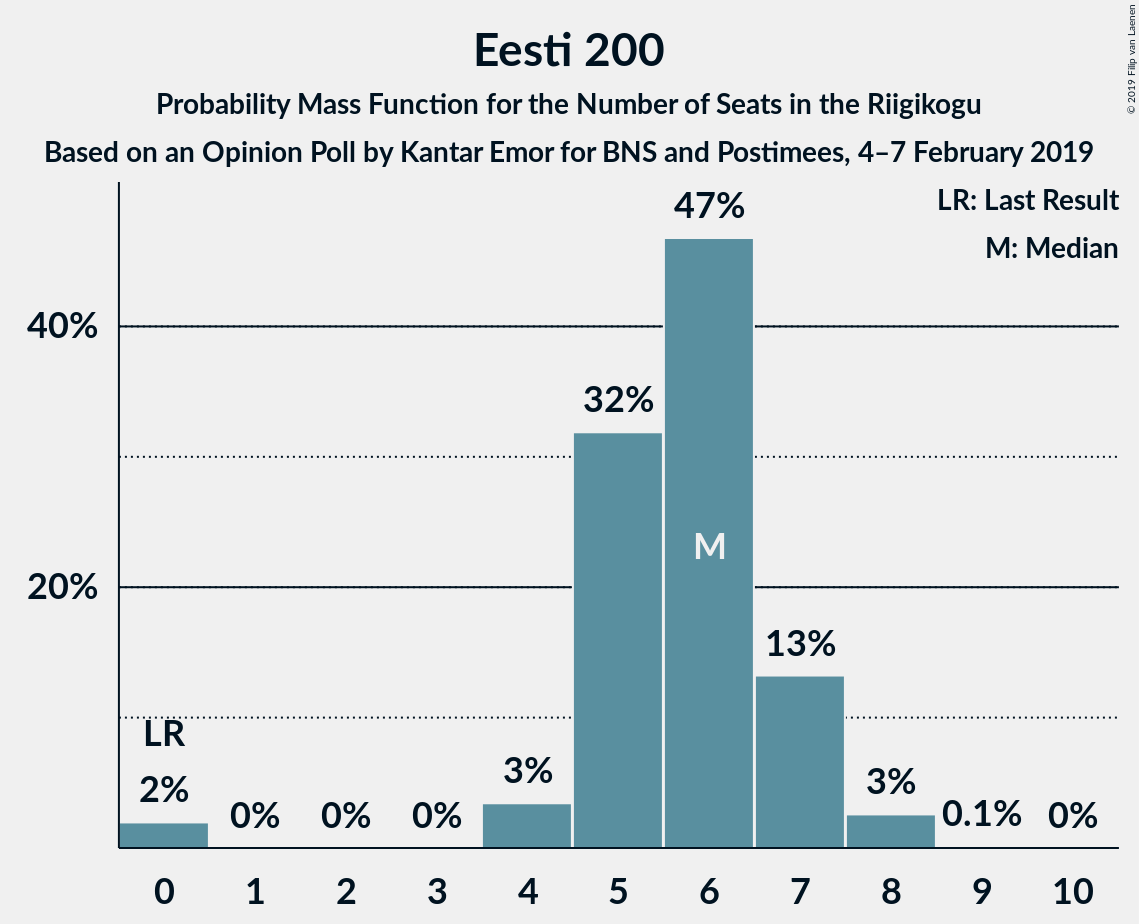 Eesti 200
Probability Mass Function for the Number of Seats in the Riigikogu
Based on an Opinion Poll by Kantar Emor for BNS and Postimees, 4–7 February 2019
© 2019 Filip van Laenen
LR: Last Result
M: Median
47%
40%
32%
M
20%
13%
LR
2%
0%
0%
0%
3%
3%
0.1%
0%
0 1 2 3 4 5 6 7 8 9 10